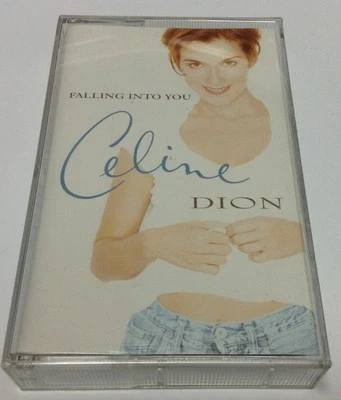 FALLING INTO YOU
Celine
DION